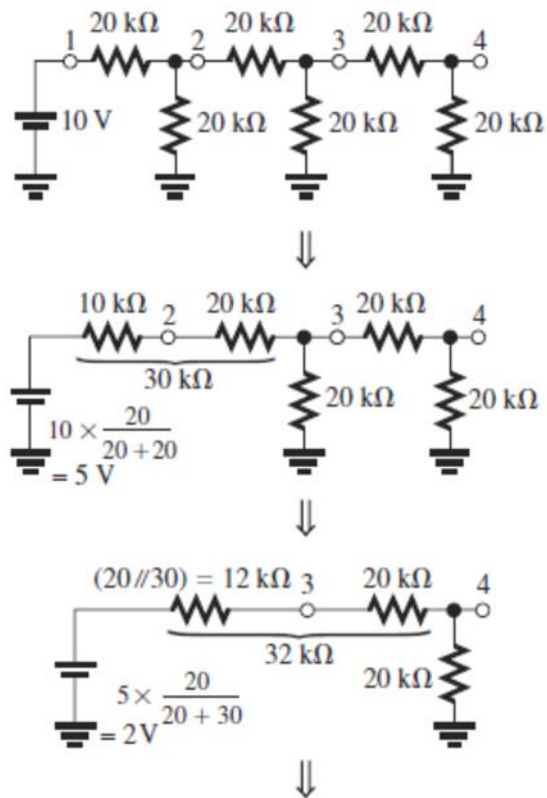 20 kΩ 20 kΩ 20 kΩ
1 2 3 4
10 V 20 kΩ 20 kΩ 20 kΩ
⇓
10 kΩ 2 20 kΩ 3 20 kΩ 4
30 kΩ
20 kΩ 20 kΩ
10 × 20/(20 +20)
= 5 V
⇓
(20 // 30) = 12 kΩ 3 20 kΩ 4
32 kΩ
20 kΩ
5 × 20/(20 + 30)
= 2V
⇓